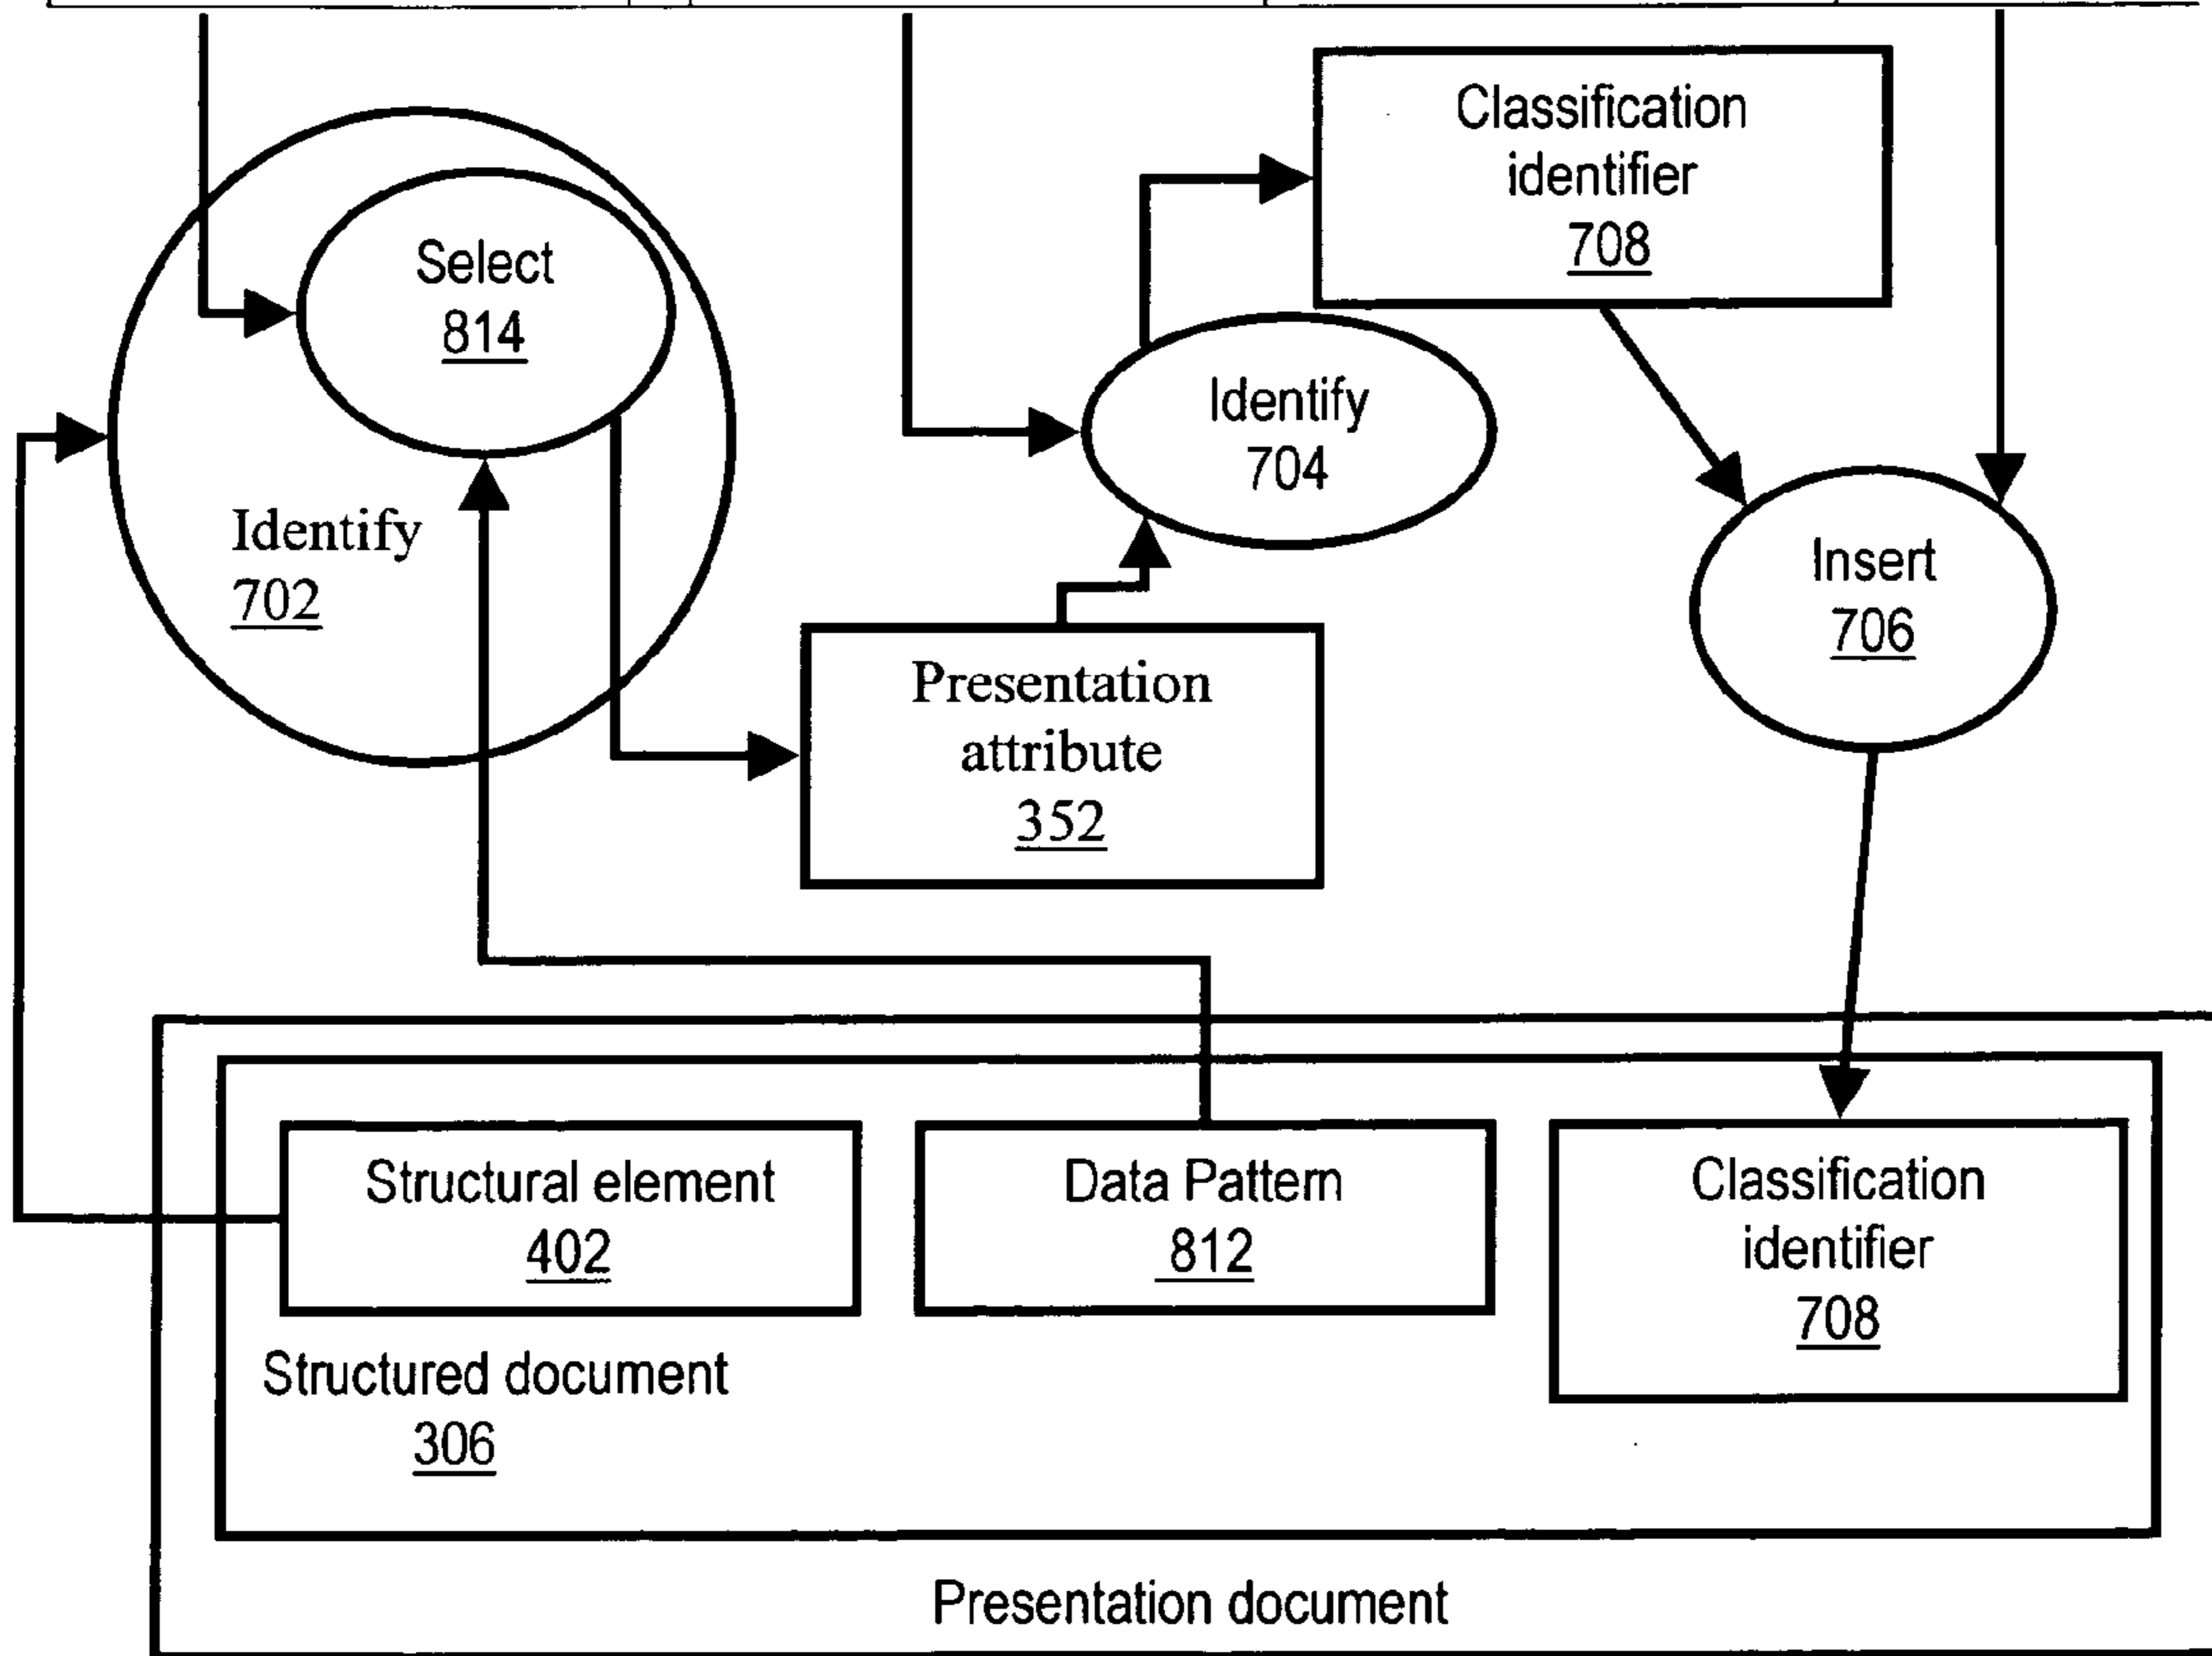 Classification
identifier
708
Select
814
Identify
704
Identify
702
Insert
706
Presentation
attribute
352
Structural element
402
Data Pattern
812
Classification
identifier
708
Structured document
306
Presentation document